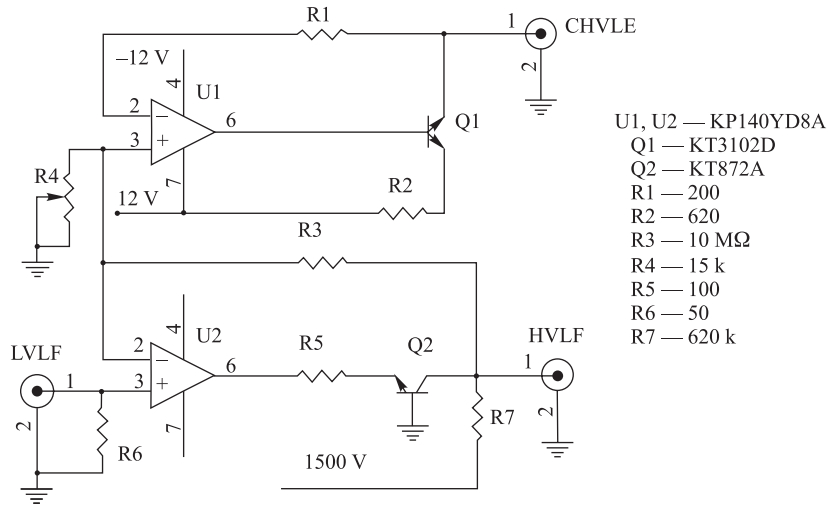 R1
1
CHVLE
–12 V
4
2
U1
2
–
6
Q1
3
+
U1, U2 — KP140YD8A
Q1 — KT3102D
Q2 — KT872A
R1 — 200
R2 — 620
R3 — 10 MΩ
R4 — 15 k
R5 — 100
R6 — 50
R7 — 620 k
R4
7
R2
12 V
R3
4
U2
HVLF
LVLF
2
–
6
R5
Q2
1
1
3
+
2
7
R6
R7
2
1500 V